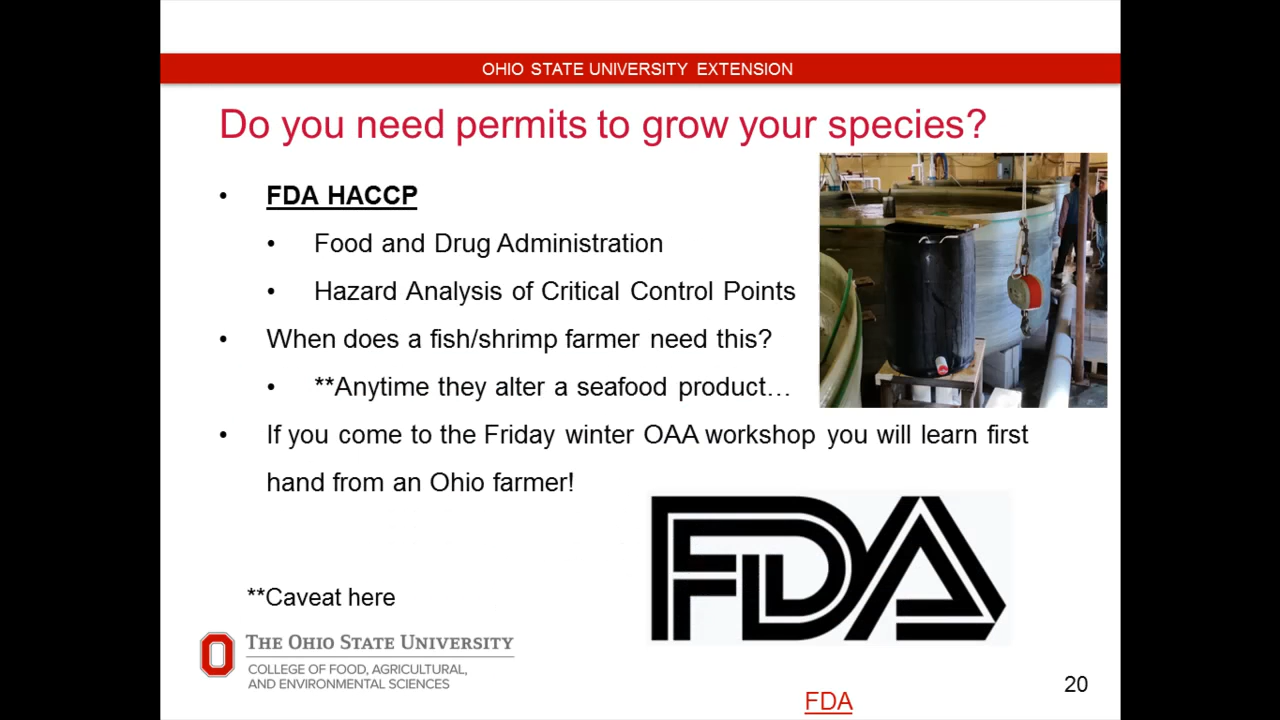 OHIO STATE UNIVERSITY EXTENSION
Do you need permits to grow your species?
• FDA HACCP
• Food and Drug Administration
• Hazard Analysis of Critical Control Points
• When does a fish/shrimp farmer need this?
• **Anytime they alter a seafood product…
• If you come to the Friday winter OAA workshop you will learn first
hand from an Ohio farmer!
FDA
**Caveat here
THE OHIO STATE UNIVERSITY
COLLEGE OF FOOD, AGRICULTURAL,
AND ENVIRONMENTAL SCIENCES
20
FDA